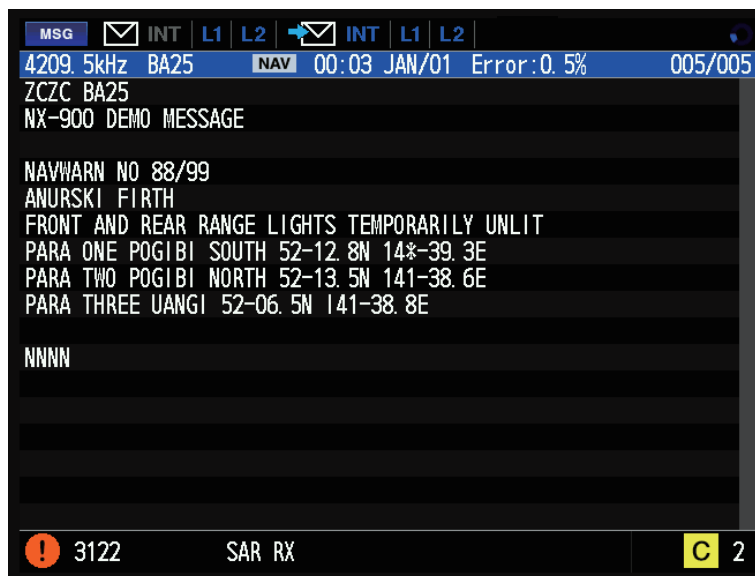 MSG INT L1 L2 INT L1 L2
4209.5kHz BA25 NAV 00:03 JAN/01 Error:0.5% 005/005
ZCZC BA25
NX-900 DEMO MESSAGE
NAVWARN NO 88/99
ANURSKI FIRTH
FRONT AND REAR RANGE LIGHTS TEMPORARILY UNLIT
PARA ONE POGIBI SOUTH 52-12.8N 14*-39.3E
PARA TWO POGIBI NORTH 52-13.5N 141-38.6E
PARA THREE UANGI 52-06.5N I41-38.8E
NNNN
! 3122 SAR RX C 2